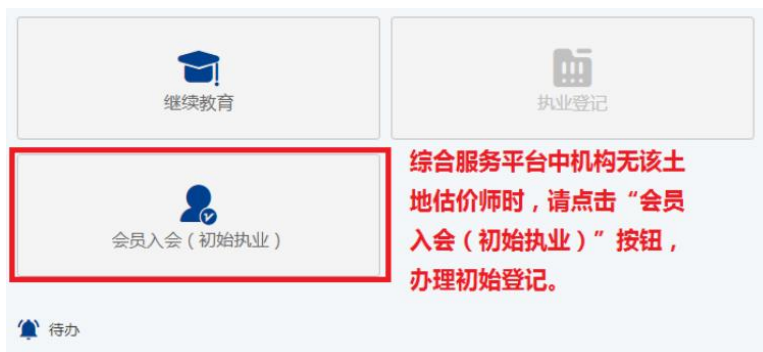 继续教育
执业登记
会员入会（初始执业）
综合服务平台中机构无该土
地估价师时，请点击“会员
入会（初始执业）”按钮，
办理初始登记。
待办